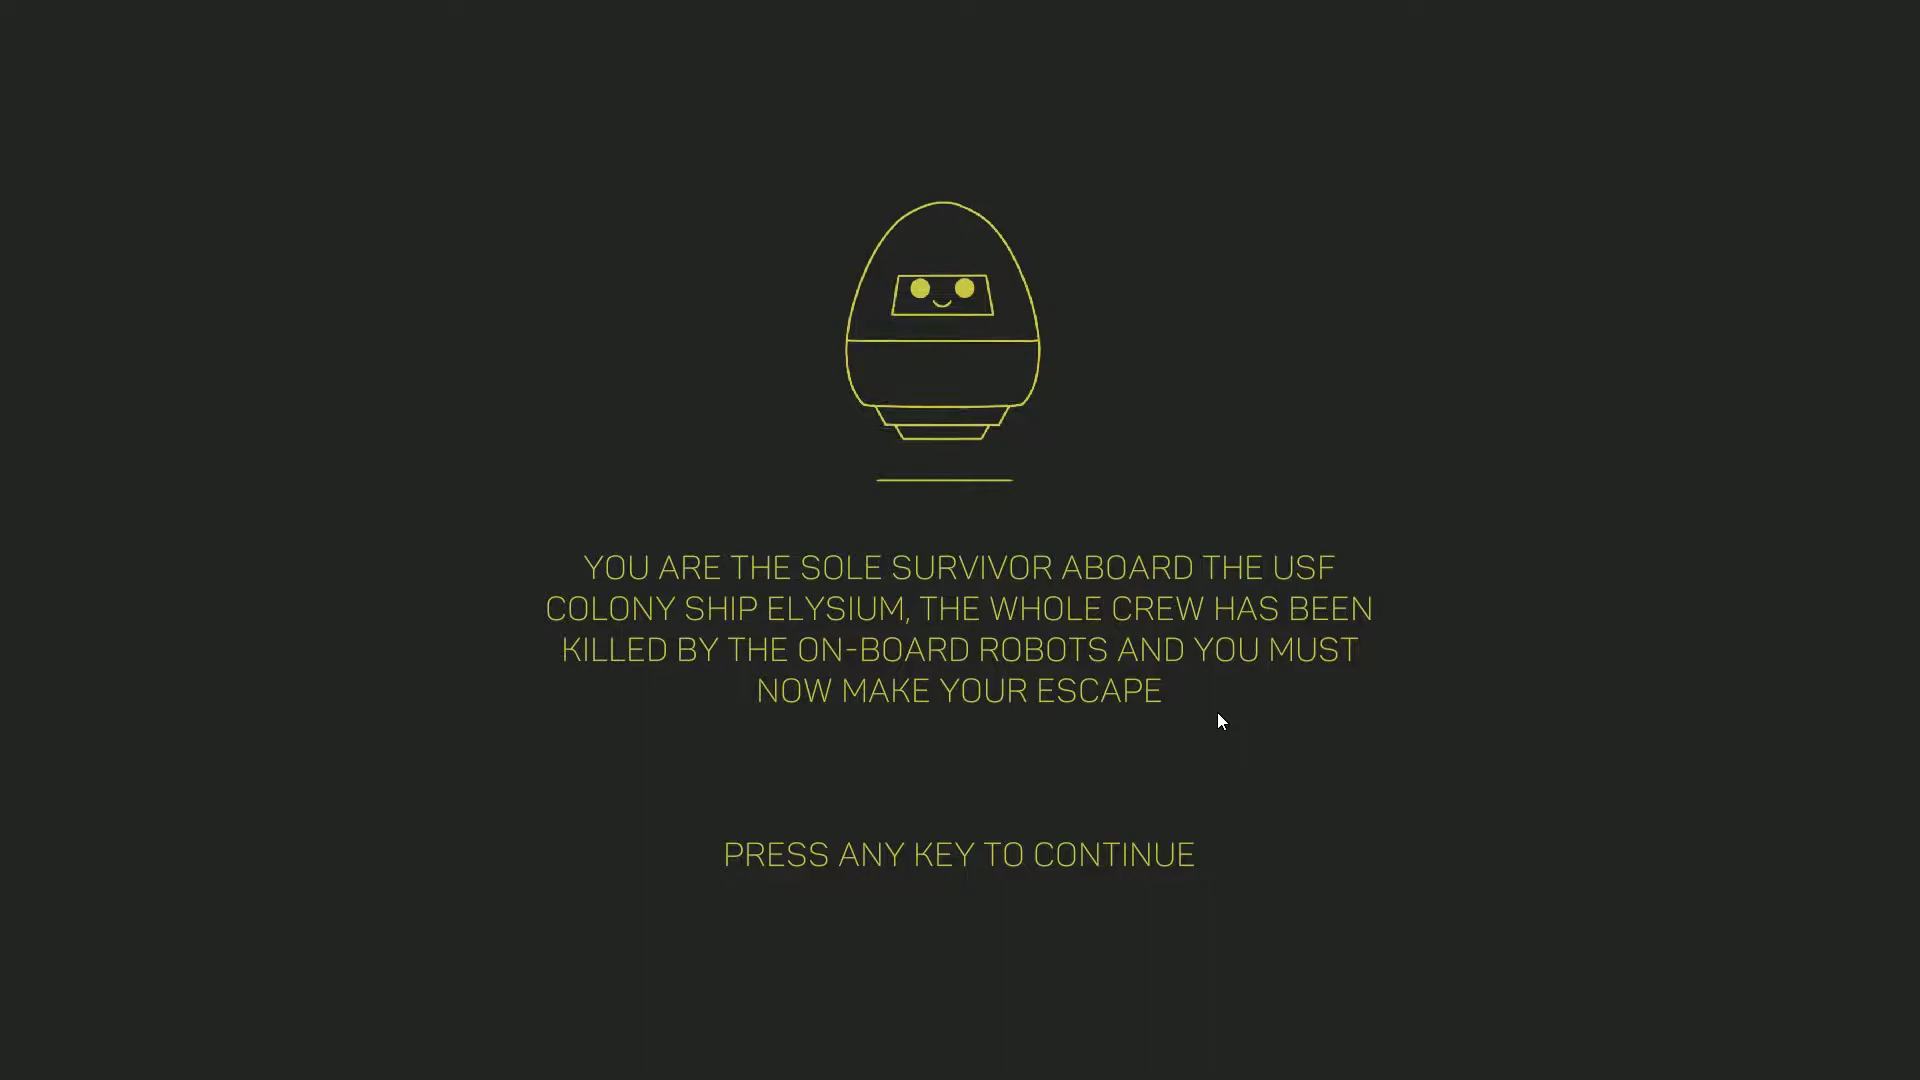 YOU ARE THE SOLE SURVIVOR ABOARD THE USF
COLONY SHIP ELYSIUM, THE WHOLE CREW HAS BEEN
KILLED BY THE ON-BOARD ROBOTS AND YOU MUST
NOW MAKE YOUR ESCAPE
PRESS ANY KEY TO CONTINUE